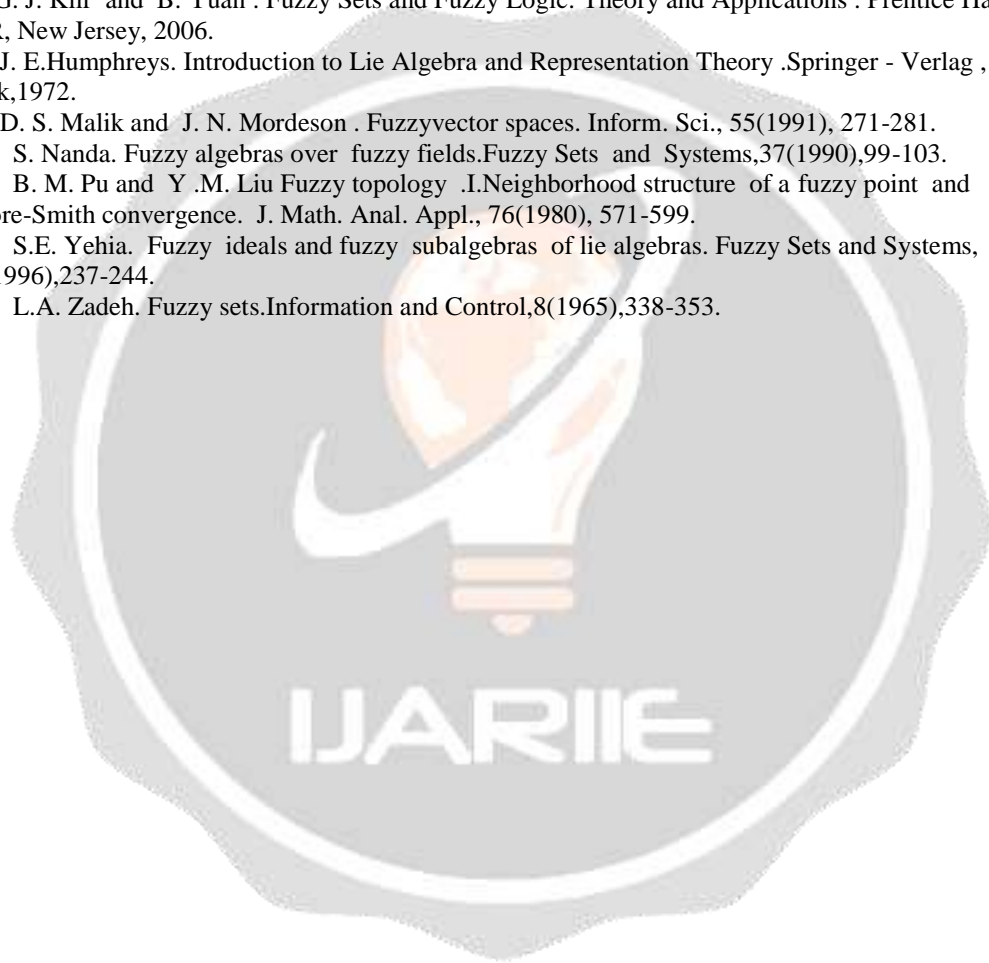 G. J. Klir and B. Yuan . Fuzzy Sets and Fuzzy Logic: Theory and Applications . Prentice Ha
R, New Jersey, 2006.
J. E.Humphreys. Introduction to Lie Algebra and Representation Theory .Springer - Verlag ,
k,1972.
D. S. Malik and J. N. Mordeson . Fuzzyvector spaces. Inform. Sci., 55(1991), 271-281.
S. Nanda. Fuzzy algebras over fuzzy fields.Fuzzy Sets and Systems,37(1990),99-103.
B. M. Pu and Y .M. Liu Fuzzy topology .I.Neighborhood structure of a fuzzy point and
ore-Smith convergence. J. Math. Anal. Appl., 76(1980), 571-599.
S.E. Yehia. Fuzzy ideals and fuzzy subalgebras of lie algebras. Fuzzy Sets and Systems,
1996),237-244.
L.A. Zadeh. Fuzzy sets.Information and Control,8(1965),338-353.
IJARIIE